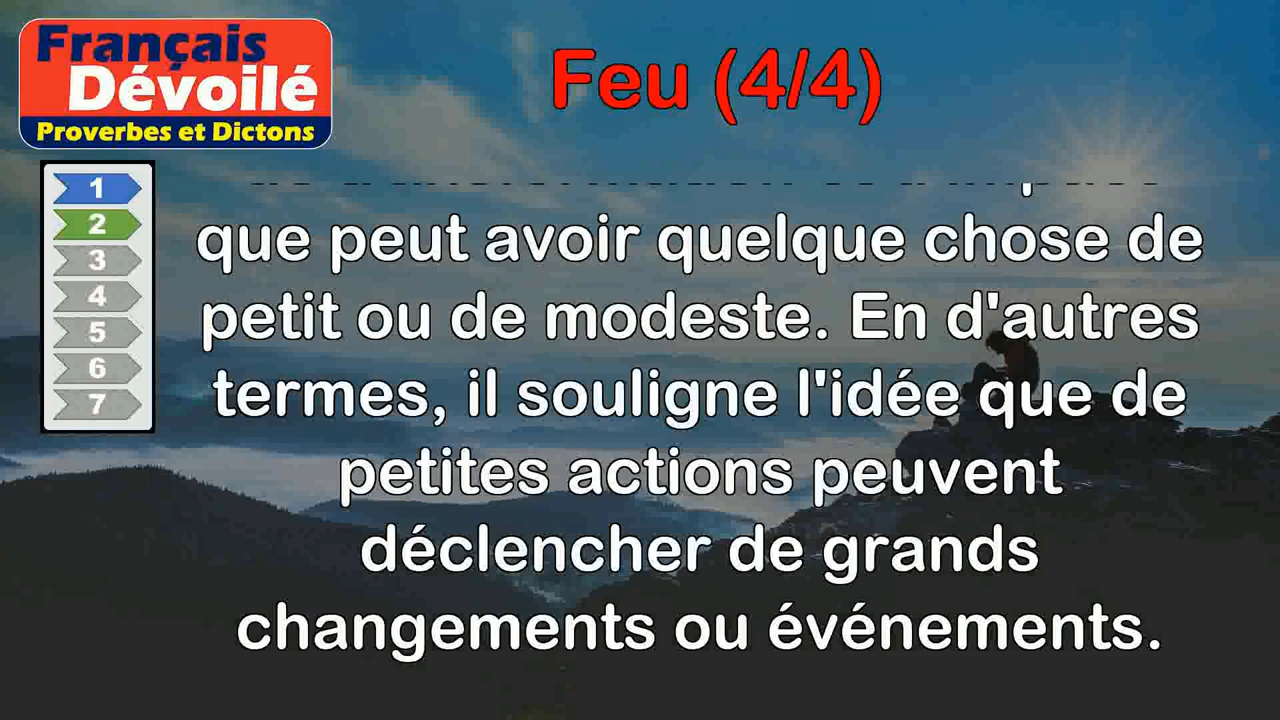 Français
Dévoilé
Proverbes et Dictons
Feu (4/4)
1
2
3
4
5
6
7
que peut avoir quelque chose de
petit ou de modeste. En d'autres
termes, il souligne l'idée que de
petites actions peuvent
déclencher de grands
changements ou événements.